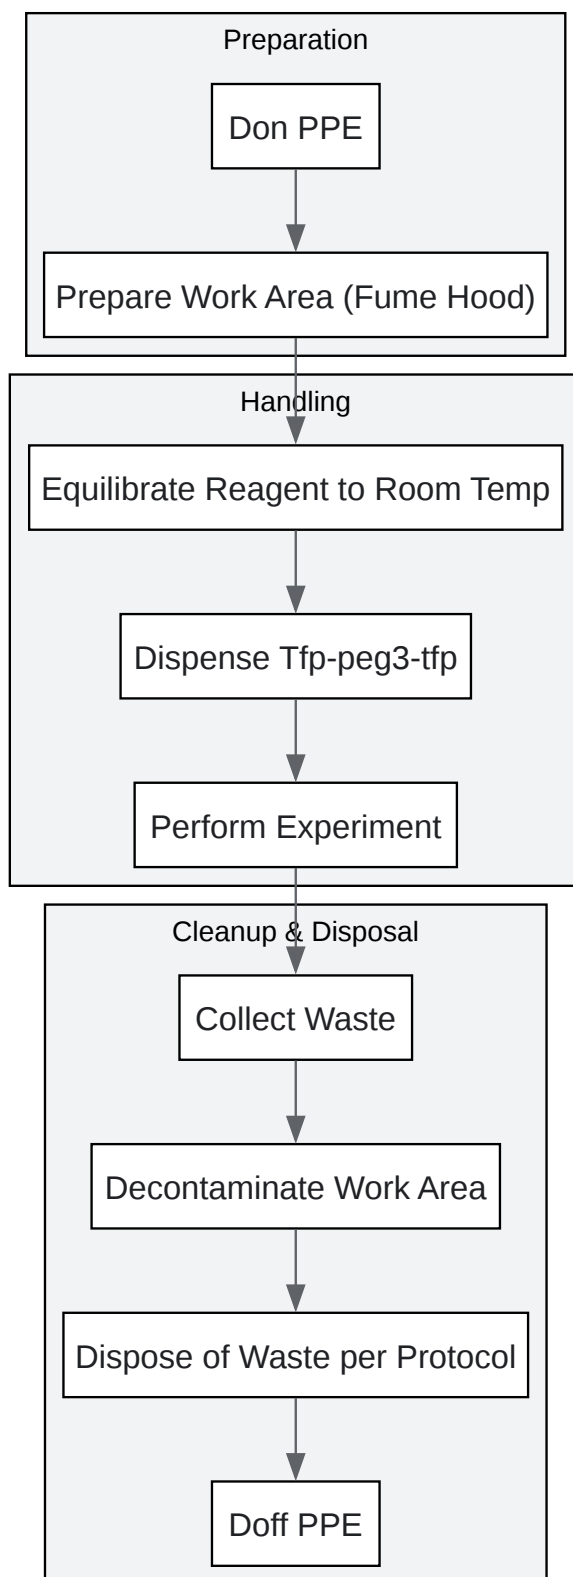 Preparation
Don PPE
Prepare Work Area (Fume Hood)
Handling
Equilibrate Reagent to Room Temp
Dispense Tfp-peg3-tfp
Perform Experiment
Cleanup & Disposal
Collect Waste
Decontaminate Work Area
Dispose of Waste per Protocol
Doff PPE